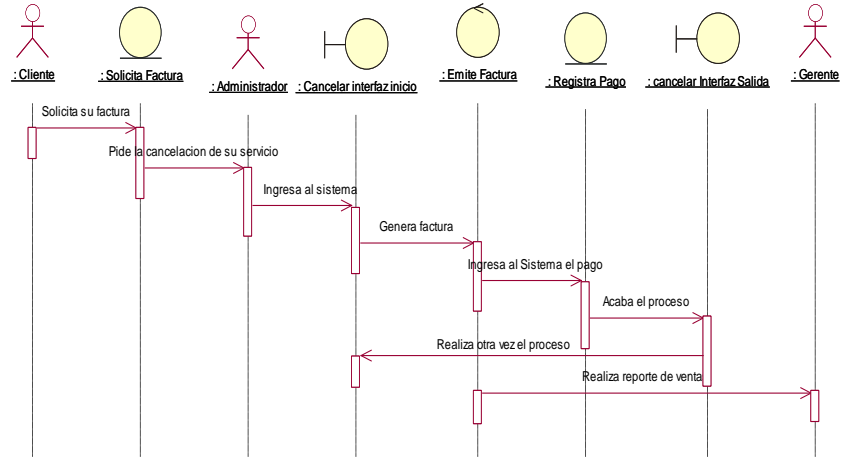 : Cliente
: Solicita Factura
: Administrador
: Cancelar interfaz inicio
: Emite Factura
: Registra Pago
: cancelar Interfaz Salida
: Gerente
Solicita su factura
Pide la cancelacion de su servicio
Ingresa al sistema
Genera factura
Ingresa al Sistema el pago
Acaba el proceso
Realiza otra vez el proceso
Realiza reporte de venta